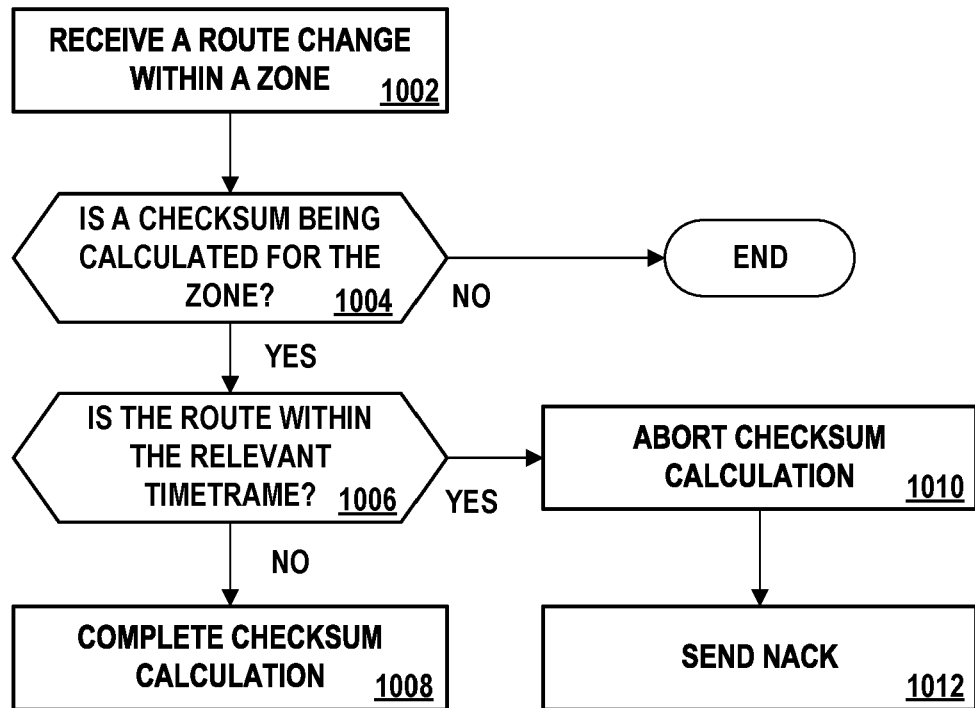 RECEIVE A ROUTE CHANGE
WITHIN A ZONE
1002
IS A CHECKSUM BEING
CALCULATED FOR THE
ZONE?
1004
NO
END
YES
IS THE ROUTE WITHIN
THE RELEVANT
TIMETRAME?
1006
YES
ABORT CHECKSUM
CALCULATION
1010
NO
COMPLETE CHECKSUM
CALCULATION
1008
SEND NACK
1012